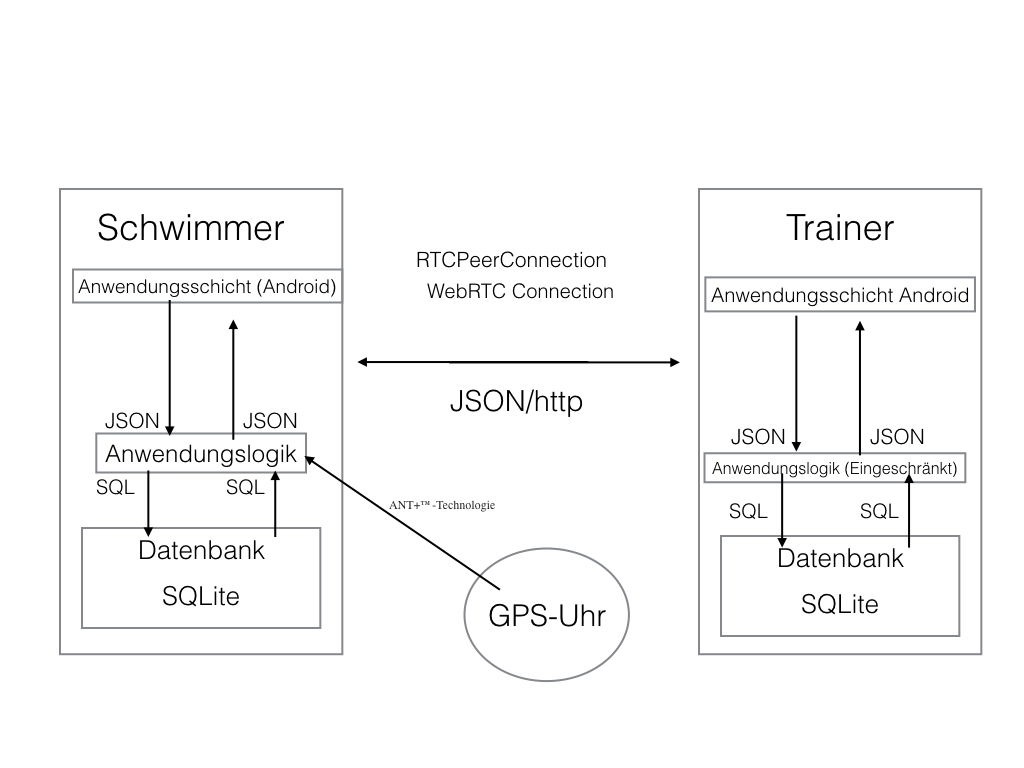 Schwimmer
Anwendungsschicht (Android)
JSON
JSON
Anwendungslogik
SQL
SQL
Datenbank
SQLite
RTCPeerConnection
WebRTC Connection
JSON/http
ANT+™-Technologie
GPS-Uhr
Trainer
Anwendungsschicht Android
JSON
JSON
Anwendungslogik (Eingeschränkt)
SQL
SQL
Datenbank
SQLite